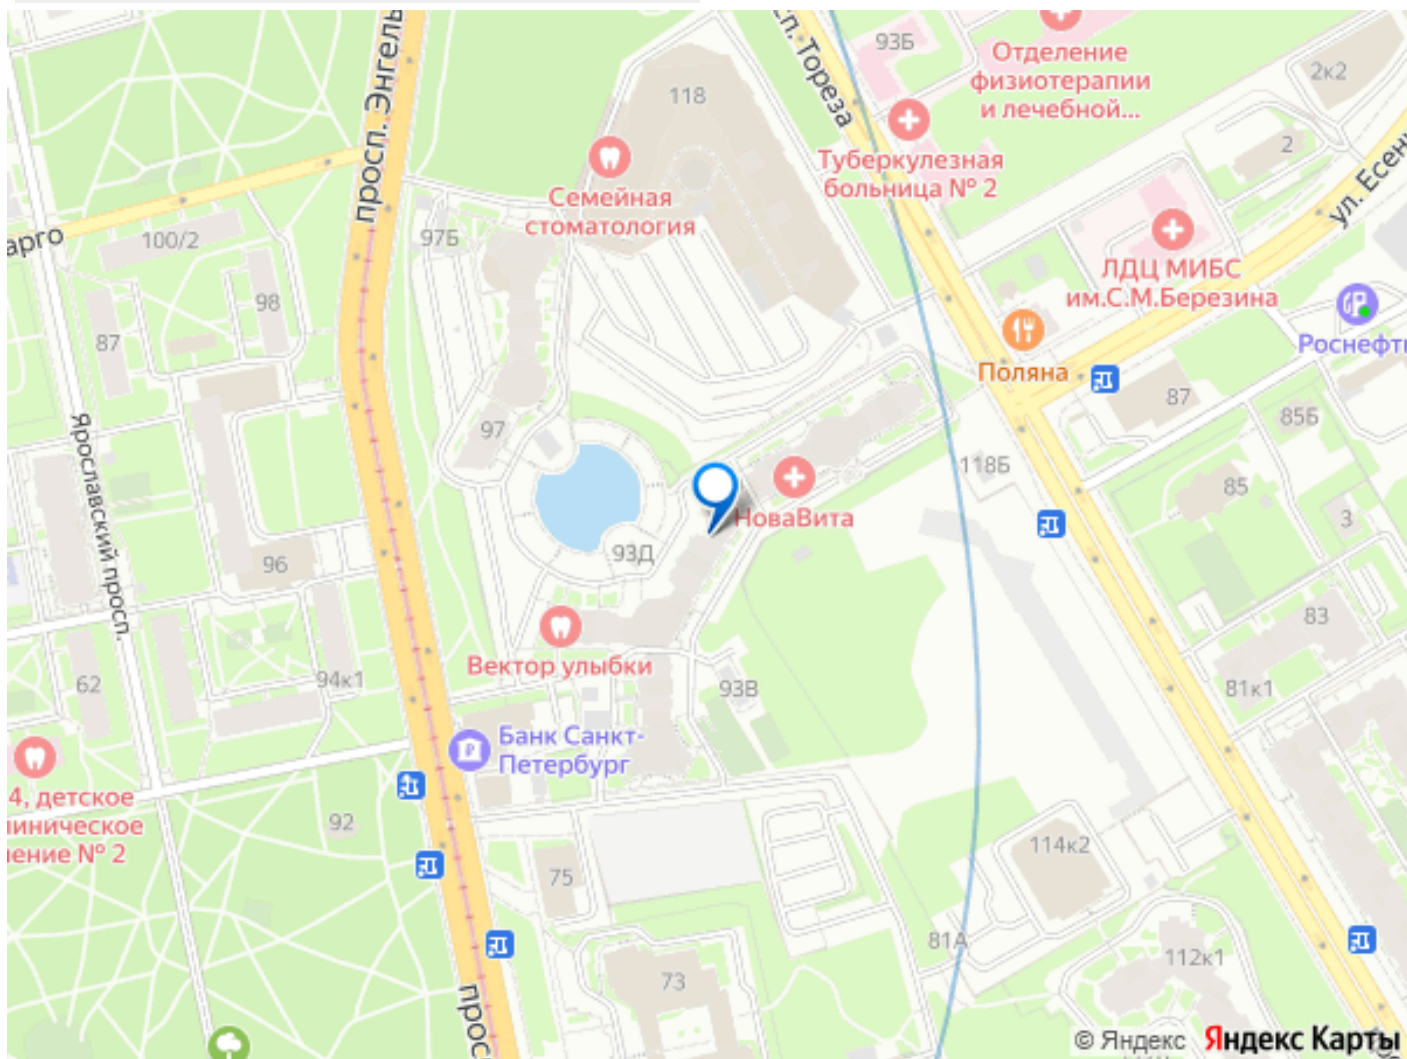 просп. Энгель
сп. Тореза
93Б
Отделение
физиотерапии
и лечебной...
2к2
118
2
Туберкулезная
больница № 2
ул. Есен
Семейная
стоматология
97Б
арго
100/2
ЛДЦ МИБС
им.С.М.Березина
98
87
Роснефть
Поляна
87
85Б
97
Ярославский просп.
118Б
85
3
НоваВита
93Д
96
83
Вектор улыбки
62
94к1
93В
81к1
Банк Санкт-
Петербург
4, детское
линическое
ение № 2
92
114к2
75
81А
112к1
73
прос
© Яндекс Яндекс Карты